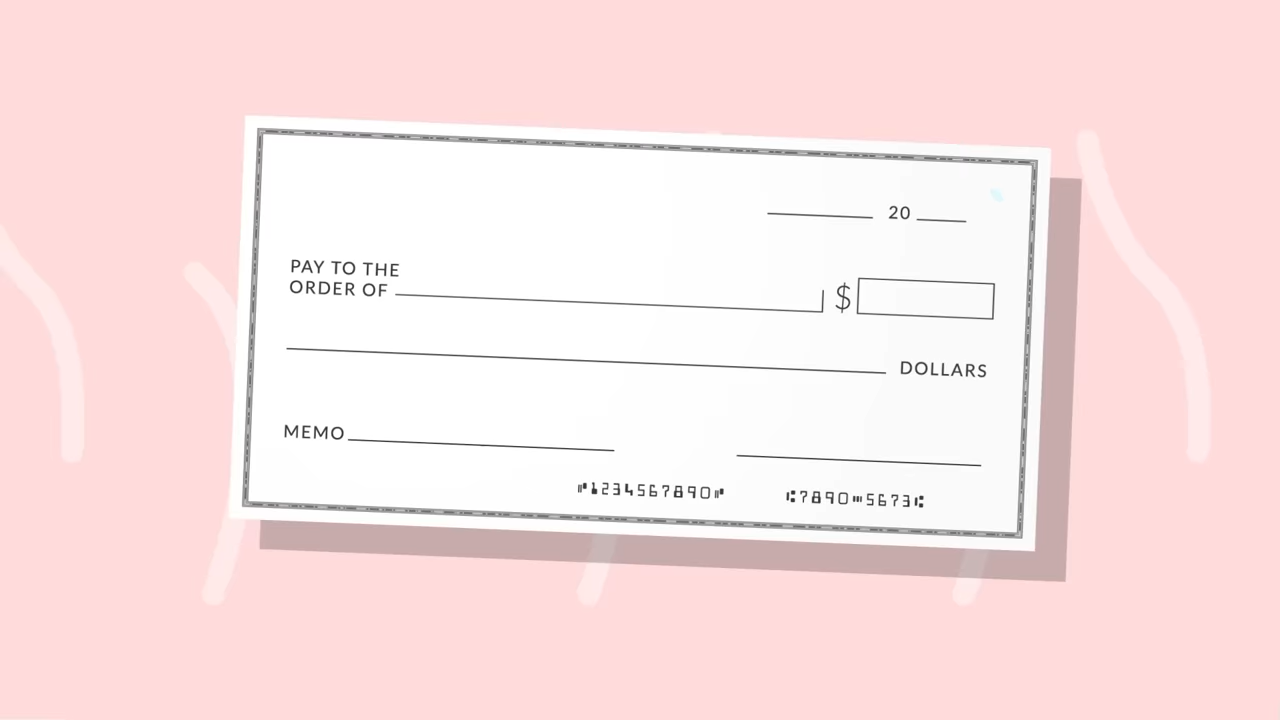 20
PAY TO THE
ORDER OF
$
DOLLARS
MEMO
⑈1234567890⑈ ⑆7890⑉5673⑆